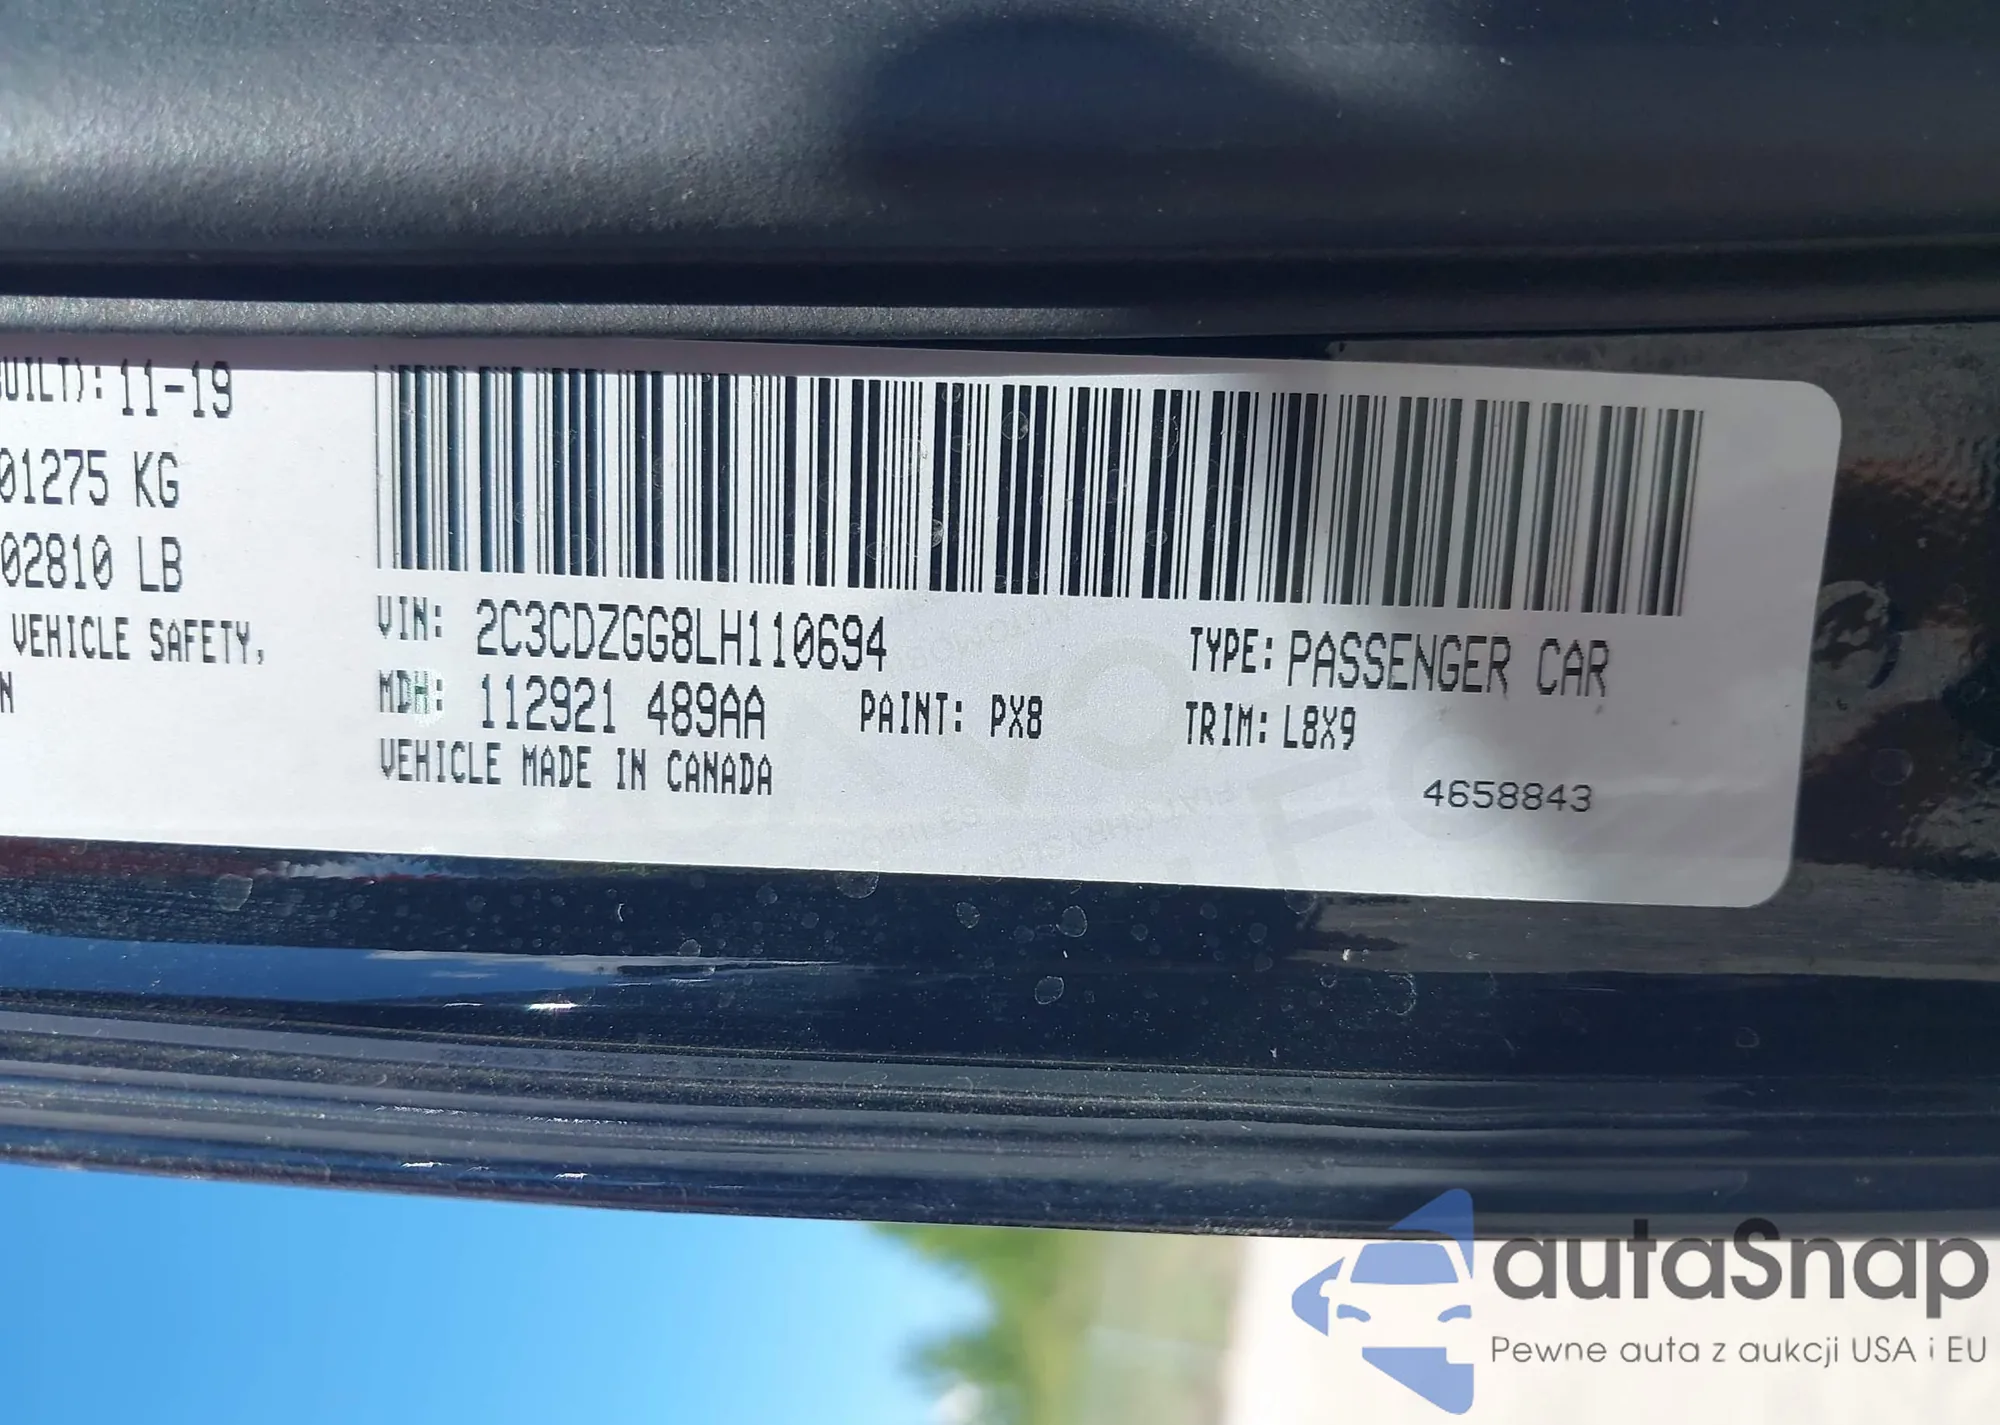 BUILT): 11-19
01275 KG
02810 LB
VEHICLE SAFETY,
N
VIN: 2C3CDZGG8LH110694
TYPE: PASSENGER CAR
MDH: 112921 489AA
PAINT: PX8
TRIM: L8X9
VEHICLE MADE IN CANADA
4658843
autaSnap
Pewne auta z aukcji USA i EU